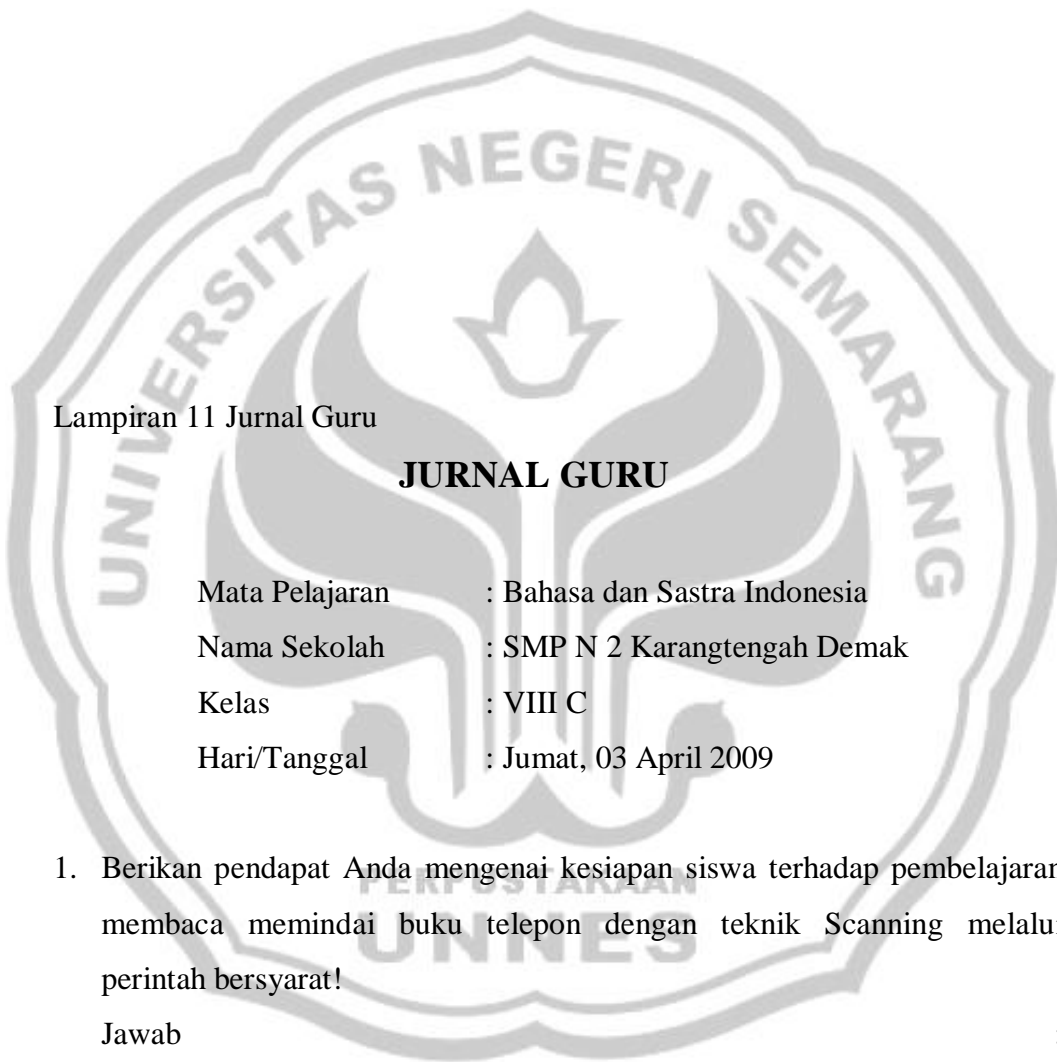 UNIVERSITAS NEGERI SEMARANG
Lampiran 11 Jurnal Guru
JURNAL GURU
Mata Pelajaran : Bahasa dan Sastra Indonesia
Nama Sekolah : SMP N 2 Karangtengah Demak
Kelas : VIII C
Hari/Tanggal : Jumat, 03 April 2009
1. Berikan pendapat Anda mengenai kesiapan siswa terhadap pembelajaran
membaca memindai buku telepon dengan teknik Scanning melalui
perintah bersyarat!
Jawab :
PERPUSTAKAAN
UNNES